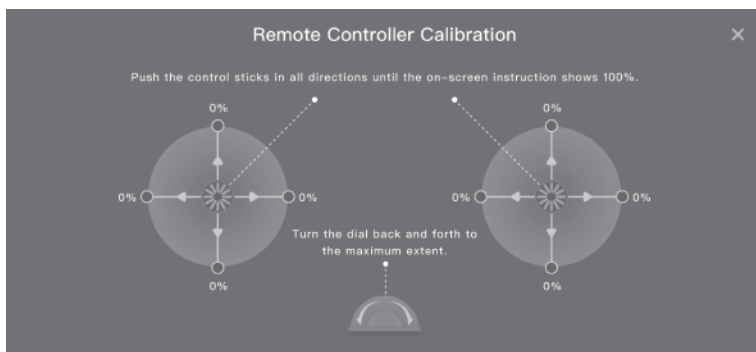 Remote Controller Calibration
Push the control sticks in all directions until the on-screen instruction shows 100%.
0% 0%
0% 0% 0% 0%
Turn the dial back and forth to
the maximum extent.
0% 0%